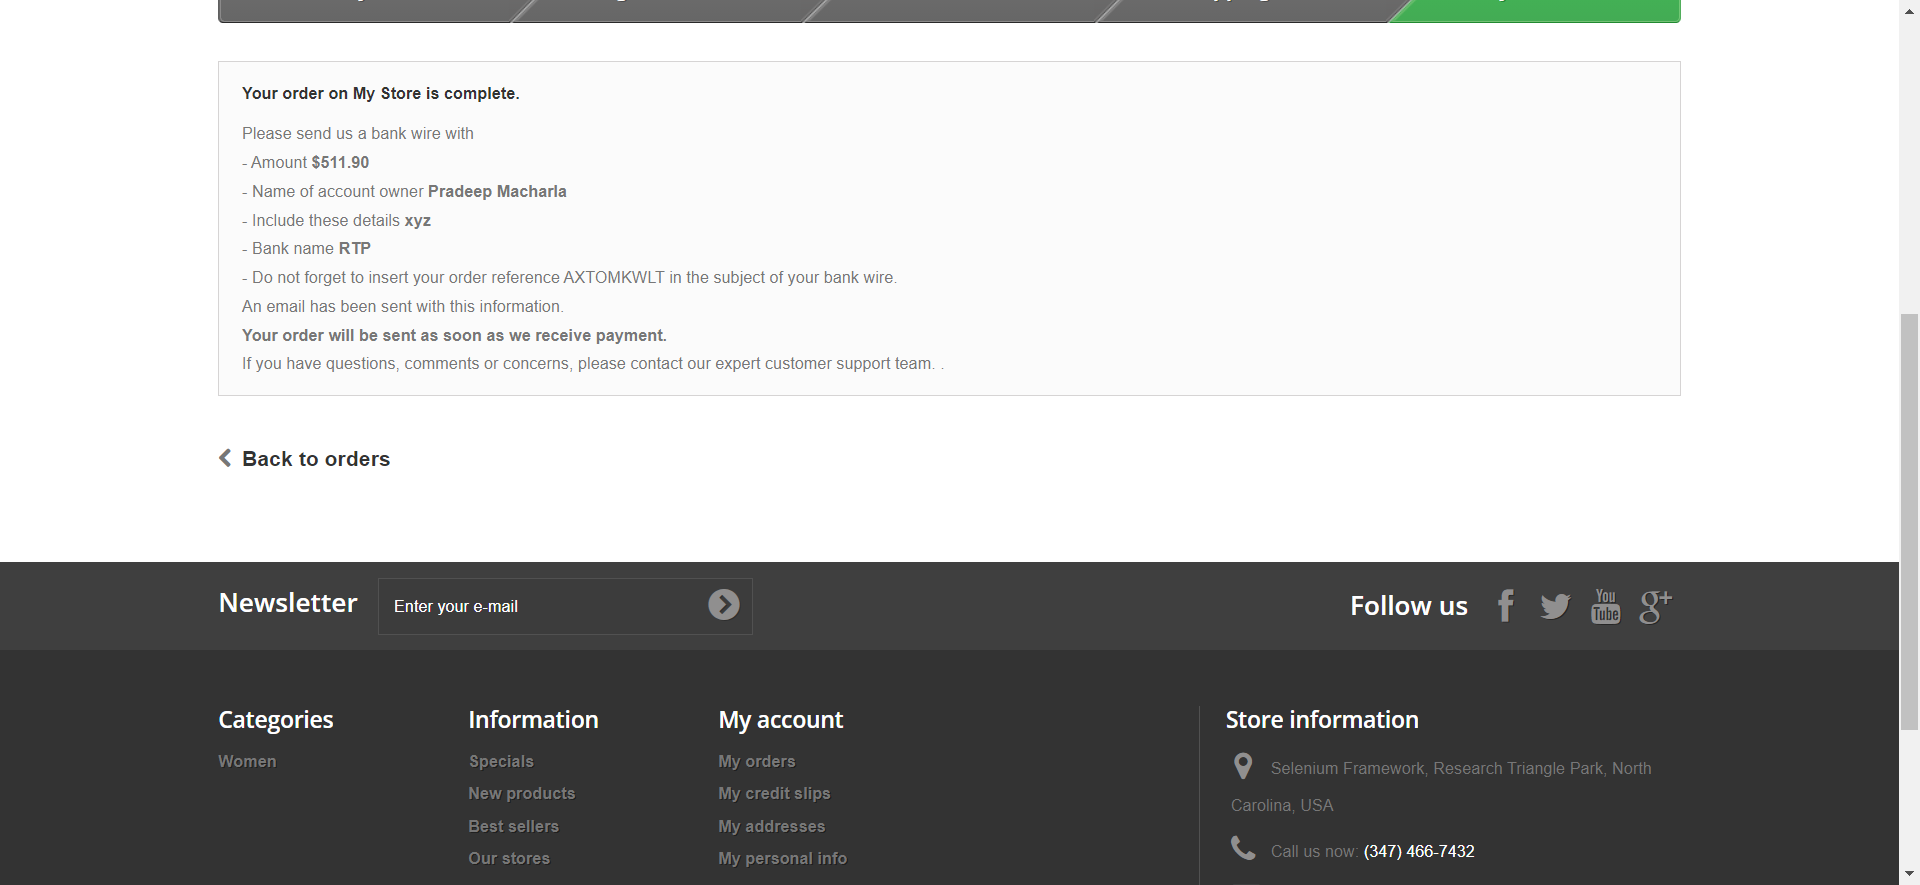 Your order on My Store is complete.
Please send us a bank wire with
- Amount $511.90
- Name of account owner Pradeep Macharla
- Include these details xyz
- Bank name RTP
- Do not forget to insert your order reference AXTOMKWLT in the subject of your bank wire.
An email has been sent with this information.
Your order will be sent as soon as we receive payment.
If you have questions, comments or concerns, please contact our expert customer support team. .
Back to orders
Newsletter
Enter your e-mail
Follow us
You
Tube
g+
Categories
Women
Information
Specials
New products
Best sellers
Our stores
My account
My orders
My credit slips
My addresses
My personal info
Store information
Selenium Framework, Research Triangle Park, North
Carolina, USA
Call us now: (347) 466-7432